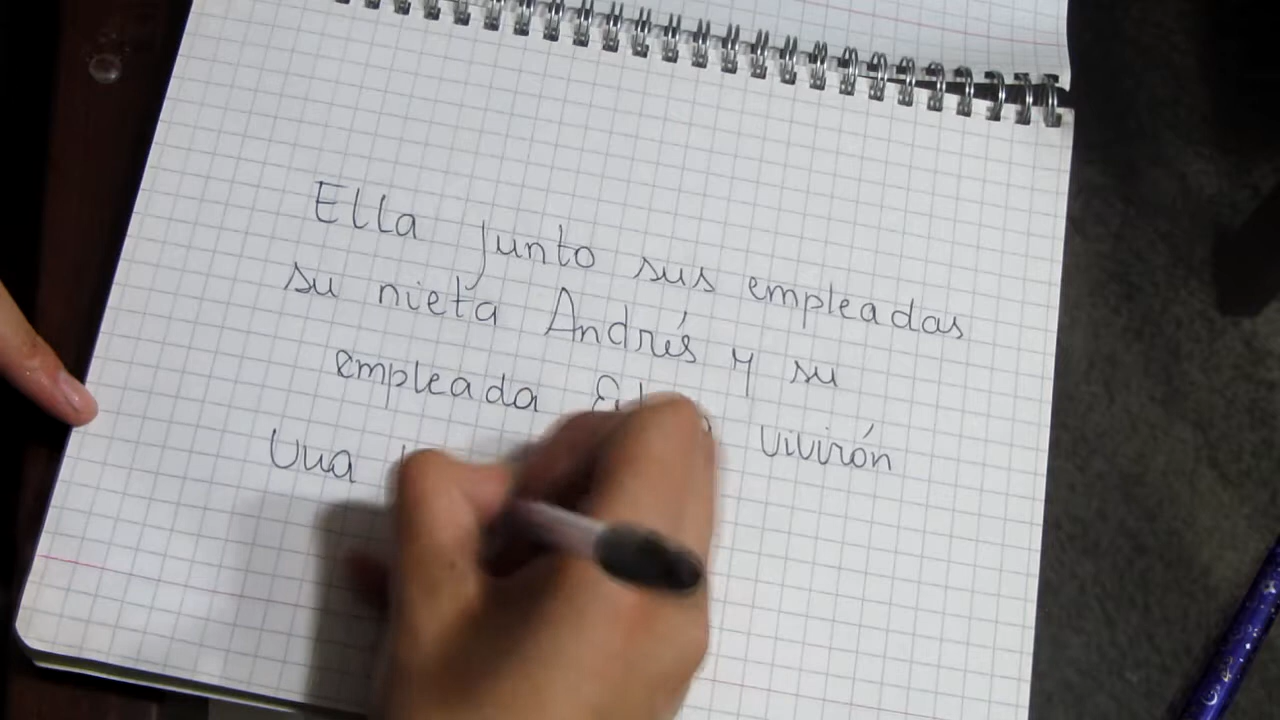 Ella junto sus empleadas
su nieta Andrés y su
empleada vivirón
Una